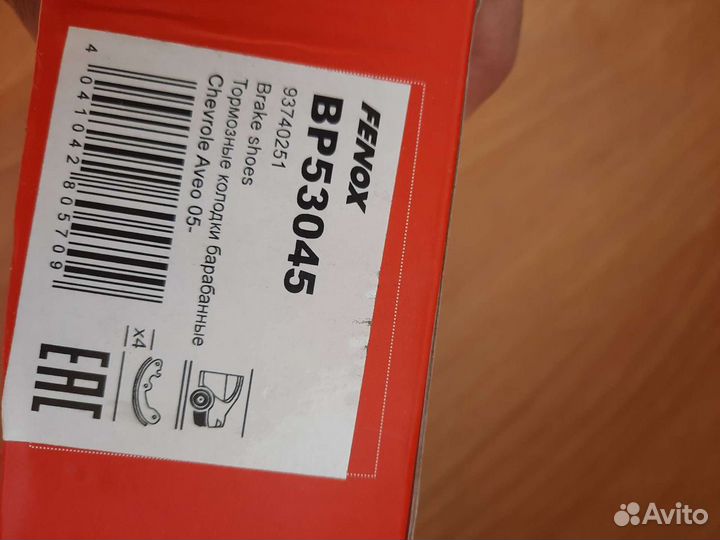 FENOX
BP53045
93740251
Brake shoes
Тормозные колодки барабанные
Chevrole Aveo 05-
4 041042 805709
x4
EAC
Avito